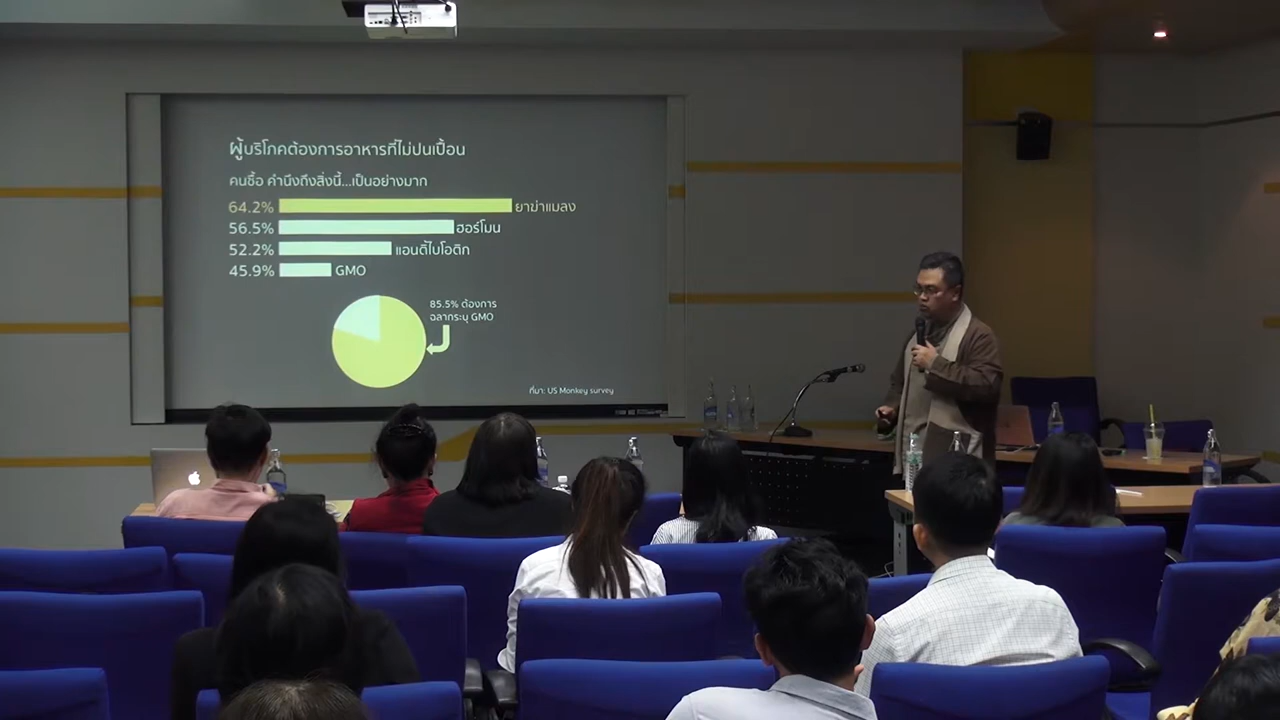 ผู้บริโภคต้องการอาหารที่ไม่ปนเปื้อน
คนซื้อ คำนึงถึงสิ่งนี้...เป็นอย่างมาก
64.2% ยาฆ่าแมลง
56.5% ฮอร์โมน
52.2% แอนตี้ไบโอติก
45.9% GMO
85.5% ต้องการ
ฉลากระบุ GMO
ที่มา: US Monkey survey